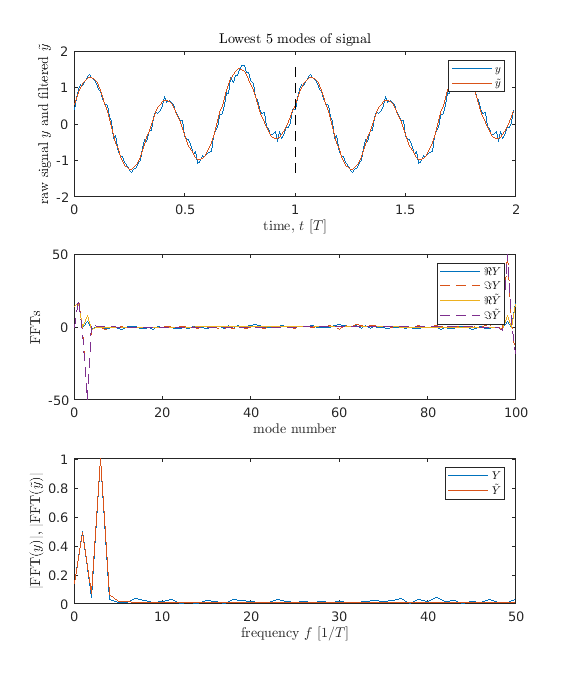 Lowest 5 modes of signal
raw signal y and filtered ỹ
2
1
0
-1
-2
y
ỹ
0
0.5
1
1.5
2
time, t [T]
FFTs
50
0
-50
ℜY
ℑY
ℜỸ
ℑỸ
0
20
40
60
80
100
mode number
|FFT(y)|, |FFT(ỹ)|
1
0.8
0.6
0.4
0.2
0
Y
Ỹ
0
10
20
30
40
50
frequency f [1/T]